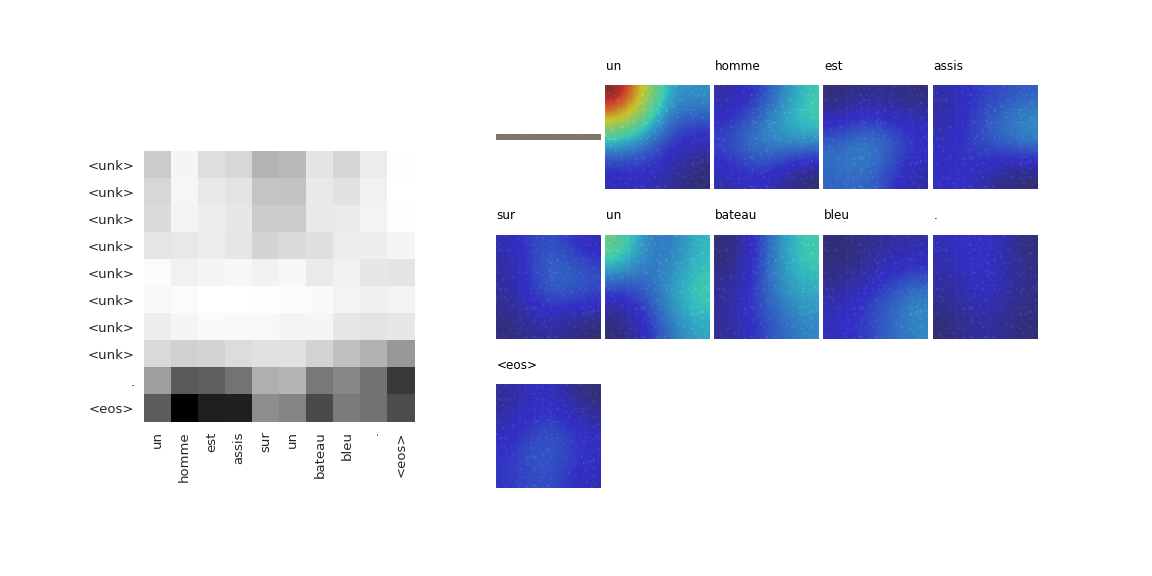 <unk>
<unk>
<unk>
<unk>
<unk>
<unk>
<unk>
<unk>
.
<eos>
un homme est assis sur un bateau bleu . <eos>
un homme est assis
sur un bateau bleu .
<eos>